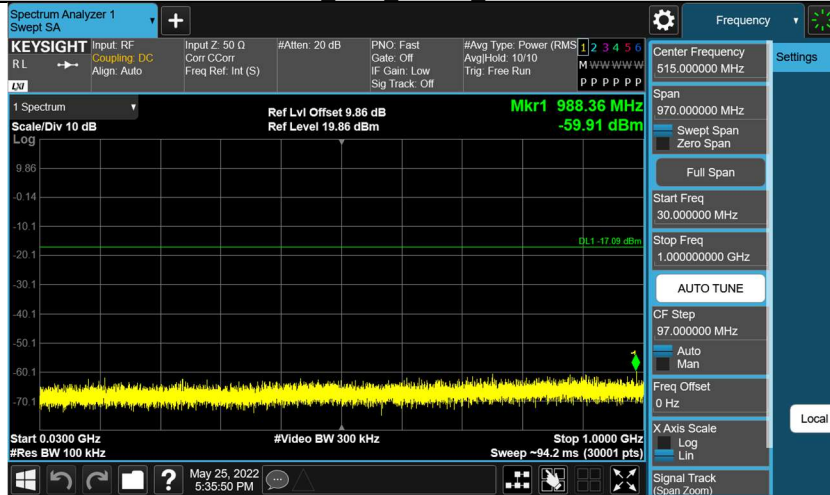 Spectrum Analyzer 1
Swept SA
Frequency
KEYSIGHT
RL
LXI
Input: RF
Coupling: DC
Align: Auto
Input Z: 50 Ω
Corr CCorr
Freq Ref: Int (S)
#Atten: 20 dB
PNO: Fast
Gate: Off
IF Gain: Low
Sig Track: Off
#Avg Type: Power (RMS
Avg|Hold: 10/10
Trig: Free Run
1 2 3 4 5 6
M W W W W W
P P P P P P
1 Spectrum
Scale/Div 10 dB
Log
Ref Lvl Offset 9.86 dB
Ref Level 19.86 dBm
Mkr1 988.36 MHz
-59.91 dBm
9.86
-0.14
-10.1
DL1 -17.09 dBm
-20.1
-30.1
-40.1
-50.1
1
-60.1
-70.1
Start 0.0300 GHz
#Res BW 100 kHz
#Video BW 300 kHz
Stop 1.0000 GHz
Sweep ~94.2 ms (30001 pts)
?
May 25, 2022
5:35:50 PM
Center Frequency
515.000000 MHz
Span
970.000000 MHz
Swept Span
Zero Span
Full Span
Start Freq
30.000000 MHz
Stop Freq
1.000000000 GHz
AUTO TUNE
CF Step
97.000000 MHz
Auto
Man
Freq Offset
0 Hz
X Axis Scale
Log
Lin
Signal Track
(Span Zoom)
Settings
Local